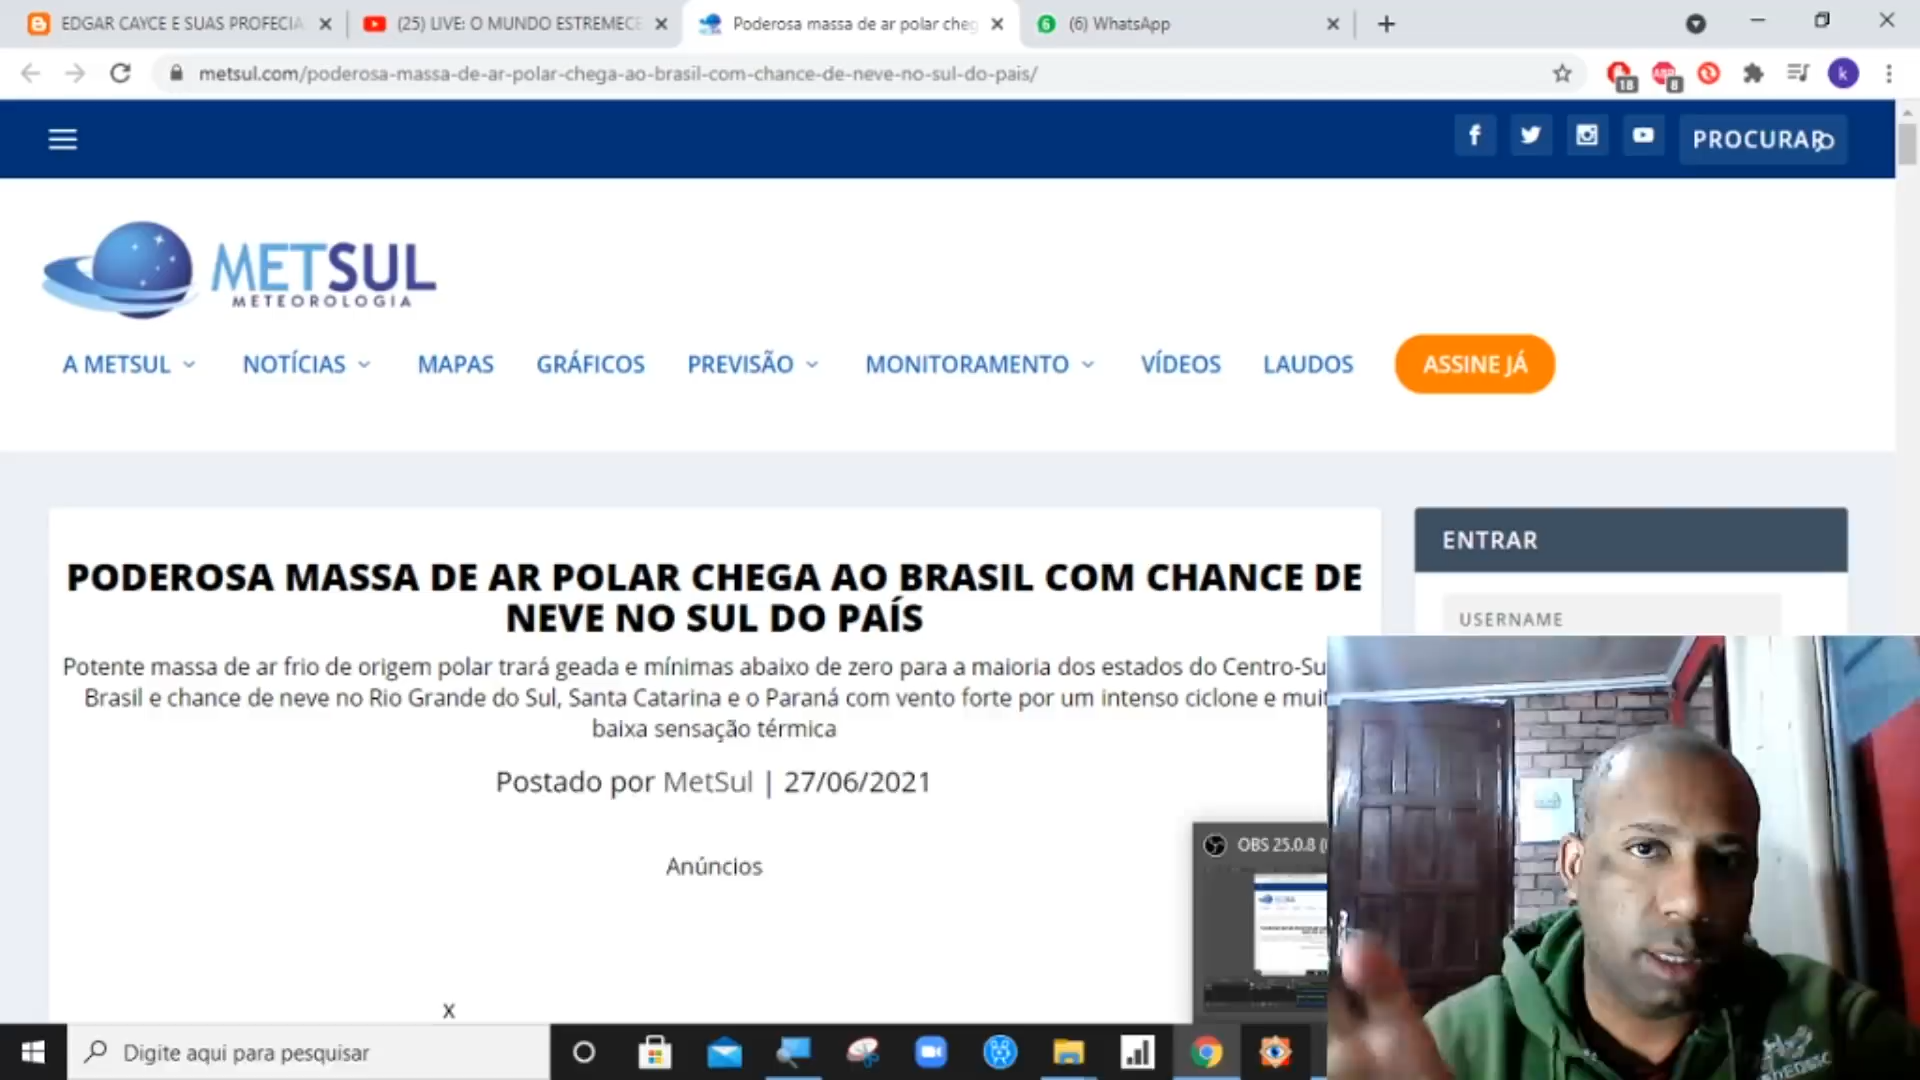 EDGAR CAYCE E SUAS PROFECIA
(25) LIVE: O MUNDO ESTREMECE
Poderosa massa de ar polar cheg
(6) WhatsApp
metsul.com/poderosa-massa-de-ar-polar-chega-ao-brasil-com-chance-de-neve-no-sul-do-pais/
18
8
k
PROCURAR
METSUL
METEOROLOGIA
A METSUL
NOTÍCIAS
MAPAS
GRÁFICOS
PREVISÃO
MONITORAMENTO
VÍDEOS
LAUDOS
ASSINE JÁ
PODEROSA MASSA DE AR POLAR CHEGA AO BRASIL COM CHANCE DE
NEVE NO SUL DO PAÍS
Potente massa de ar frio de origem polar trará geada e mínimas abaixo de zero para a maioria dos estados do Centro-Su
Brasil e chance de neve no Rio Grande do Sul, Santa Catarina e o Paraná com vento forte por um intenso ciclone e muit
baixa sensação térmica
Postado por MetSul | 27/06/2021
Anúncios
X
ENTRAR
USERNAME
OBS 25.0.8 (
Digite aqui para pesquisar